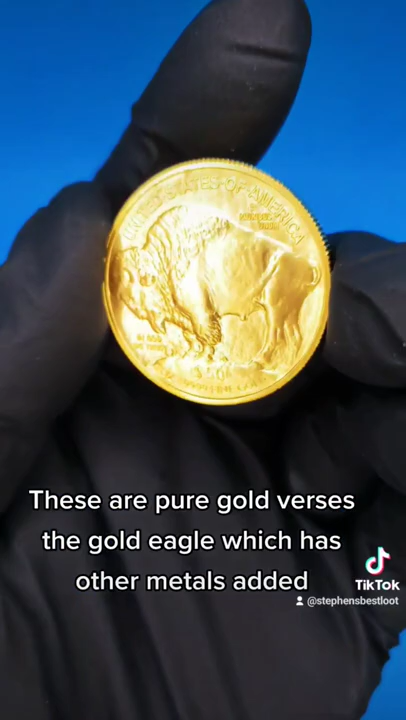 UNITED STATES OF AMERICA
These are pure gold verses
the gold eagle which has
other metals added
TikTok
@stephensbestloot